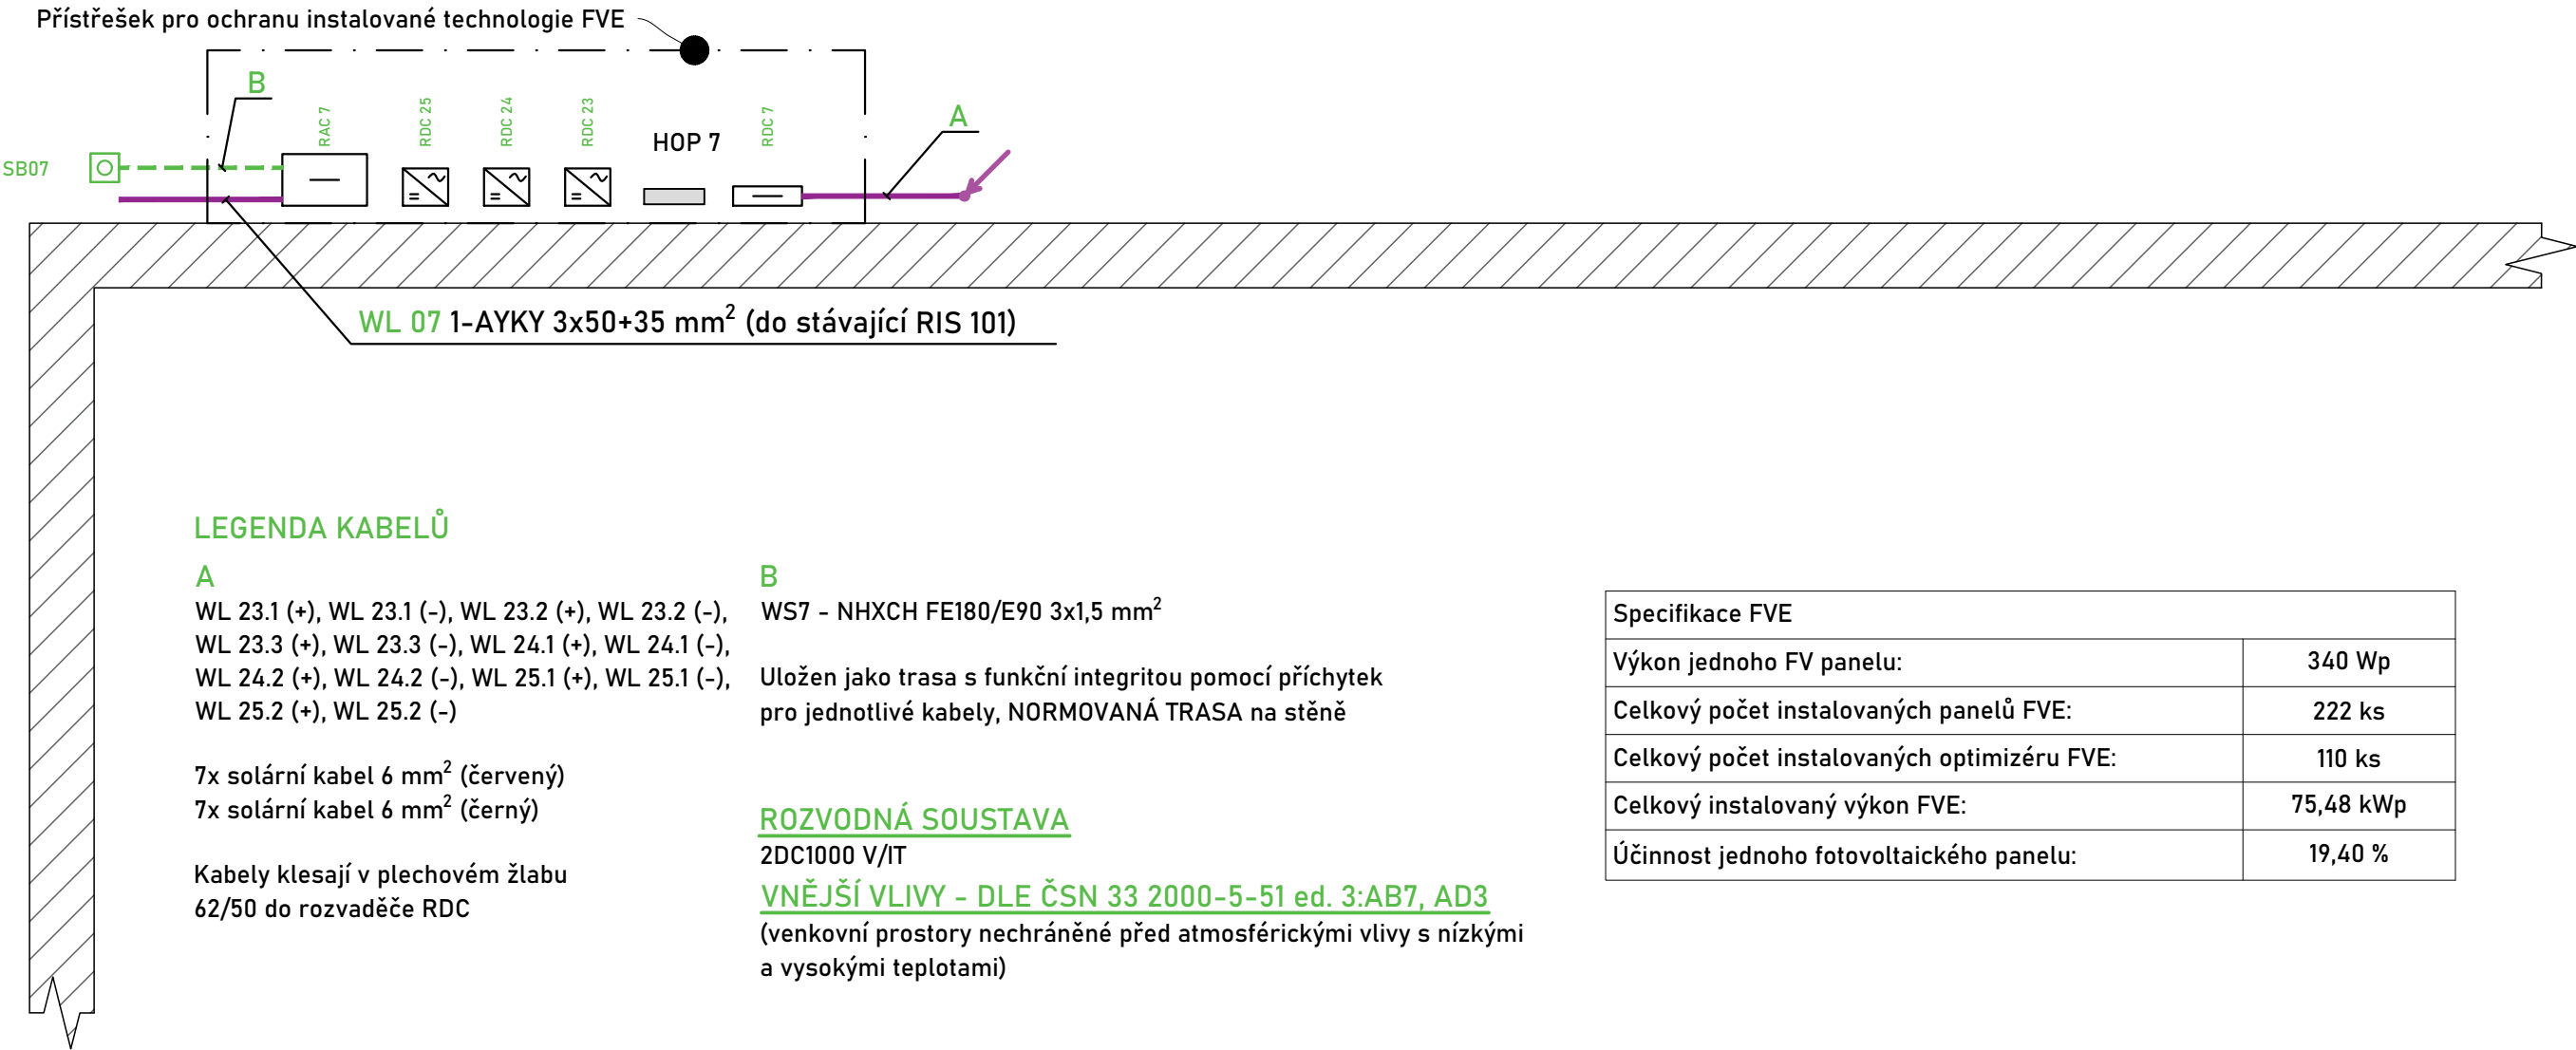 Přístřešek pro ochranu instalované technologie FVE
B
A
RAC 7
RDC 25
RDC 24
RDC 23
HOP 7
RDC 7
SB07
WL 07 1-AYKY 3x50+35 mm² (do stávající RIS 101)
LEGENDA KABELŮ
A
WL 23.1 (+), WL 23.1 (-), WL 23.2 (+), WL 23.2 (-),
WL 23.3 (+), WL 23.3 (-), WL 24.1 (+), WL 24.1 (-),
WL 24.2 (+), WL 24.2 (-), WL 25.1 (+), WL 25.1 (-),
WL 25.2 (+), WL 25.2 (-)
7x solární kabel 6 mm² (červený)
7x solární kabel 6 mm² (černý)
Kabely klesají v plechovém žlabu
62/50 do rozvaděče RDC
B
WS7 - NHXCH FE180/E90 3x1,5 mm²
Uložen jako trasa s funkční integritou pomocí příchytek
pro jednotlivé kabely, NORMOVANÁ TRASA na stěně
ROZVODNÁ SOUSTAVA
2DC1000 V/IT
VNĚJŠÍ VLIVY - DLE ČSN 33 2000-5-51 ed. 3:AB7, AD3
(venkovní prostory nechráněné před atmosférickými vlivy s nízkými
a vysokými teplotami)
Specifikace FVE
Výkon jednoho FV panelu: 340 Wp
Celkový počet instalovaných panelů FVE: 222 ks
Celkový počet instalovaných optimizéru FVE: 110 ks
Celkový instalovaný výkon FVE: 75,48 kWp
Účinnost jednoho fotovoltaického panelu: 19,40 %